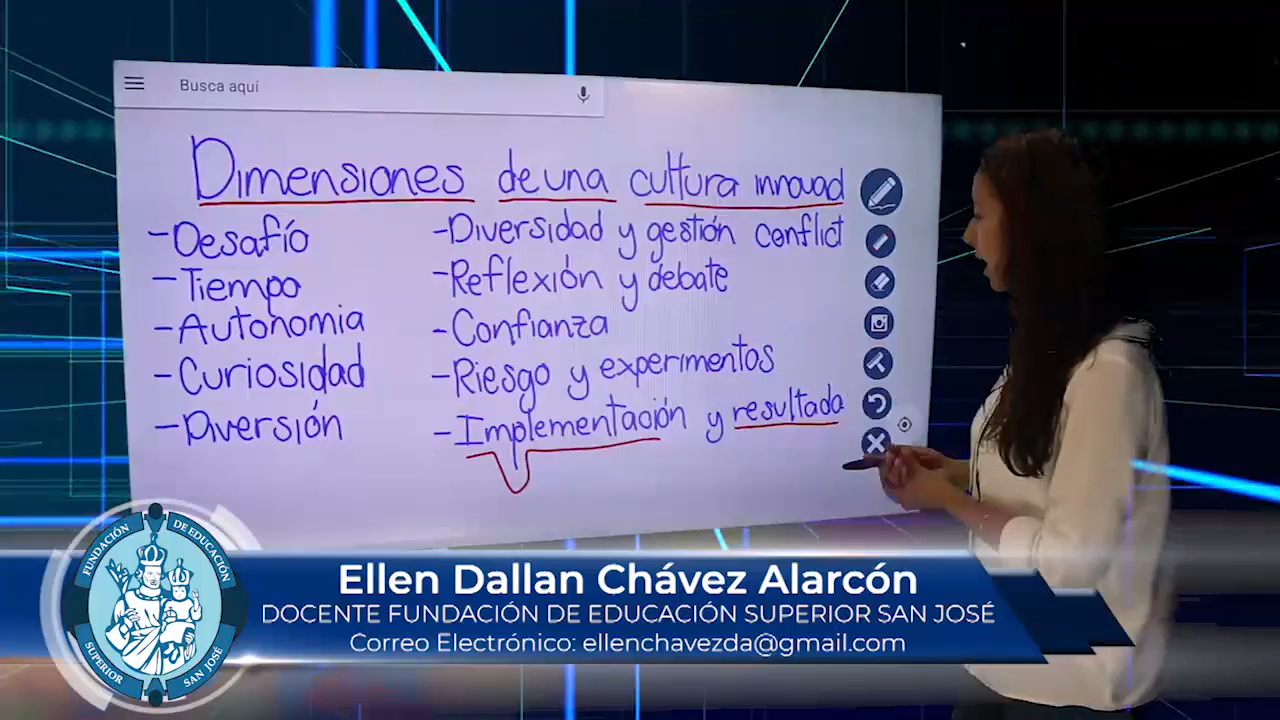 Busca aquí
Dimensiones de una cultura innovad
-Desafío
-Tiempo
-Autonomia
-Curiosidad
-Diversión
-Diversidad y gestión conflict
-Reflexión y debate
-Confianza
-Riesgo y experimentos
-Implementación y resultada
Ellen Dallan Chávez Alarcón
DOCENTE FUNDACIÓN DE EDUCACIÓN SUPERIOR SAN JOSÉ
Correo Electrónico: ellenchavezda@gmail.com
FUNDACIÓN DE EDUCACIÓN
SUPERIOR SAN JOSÉ